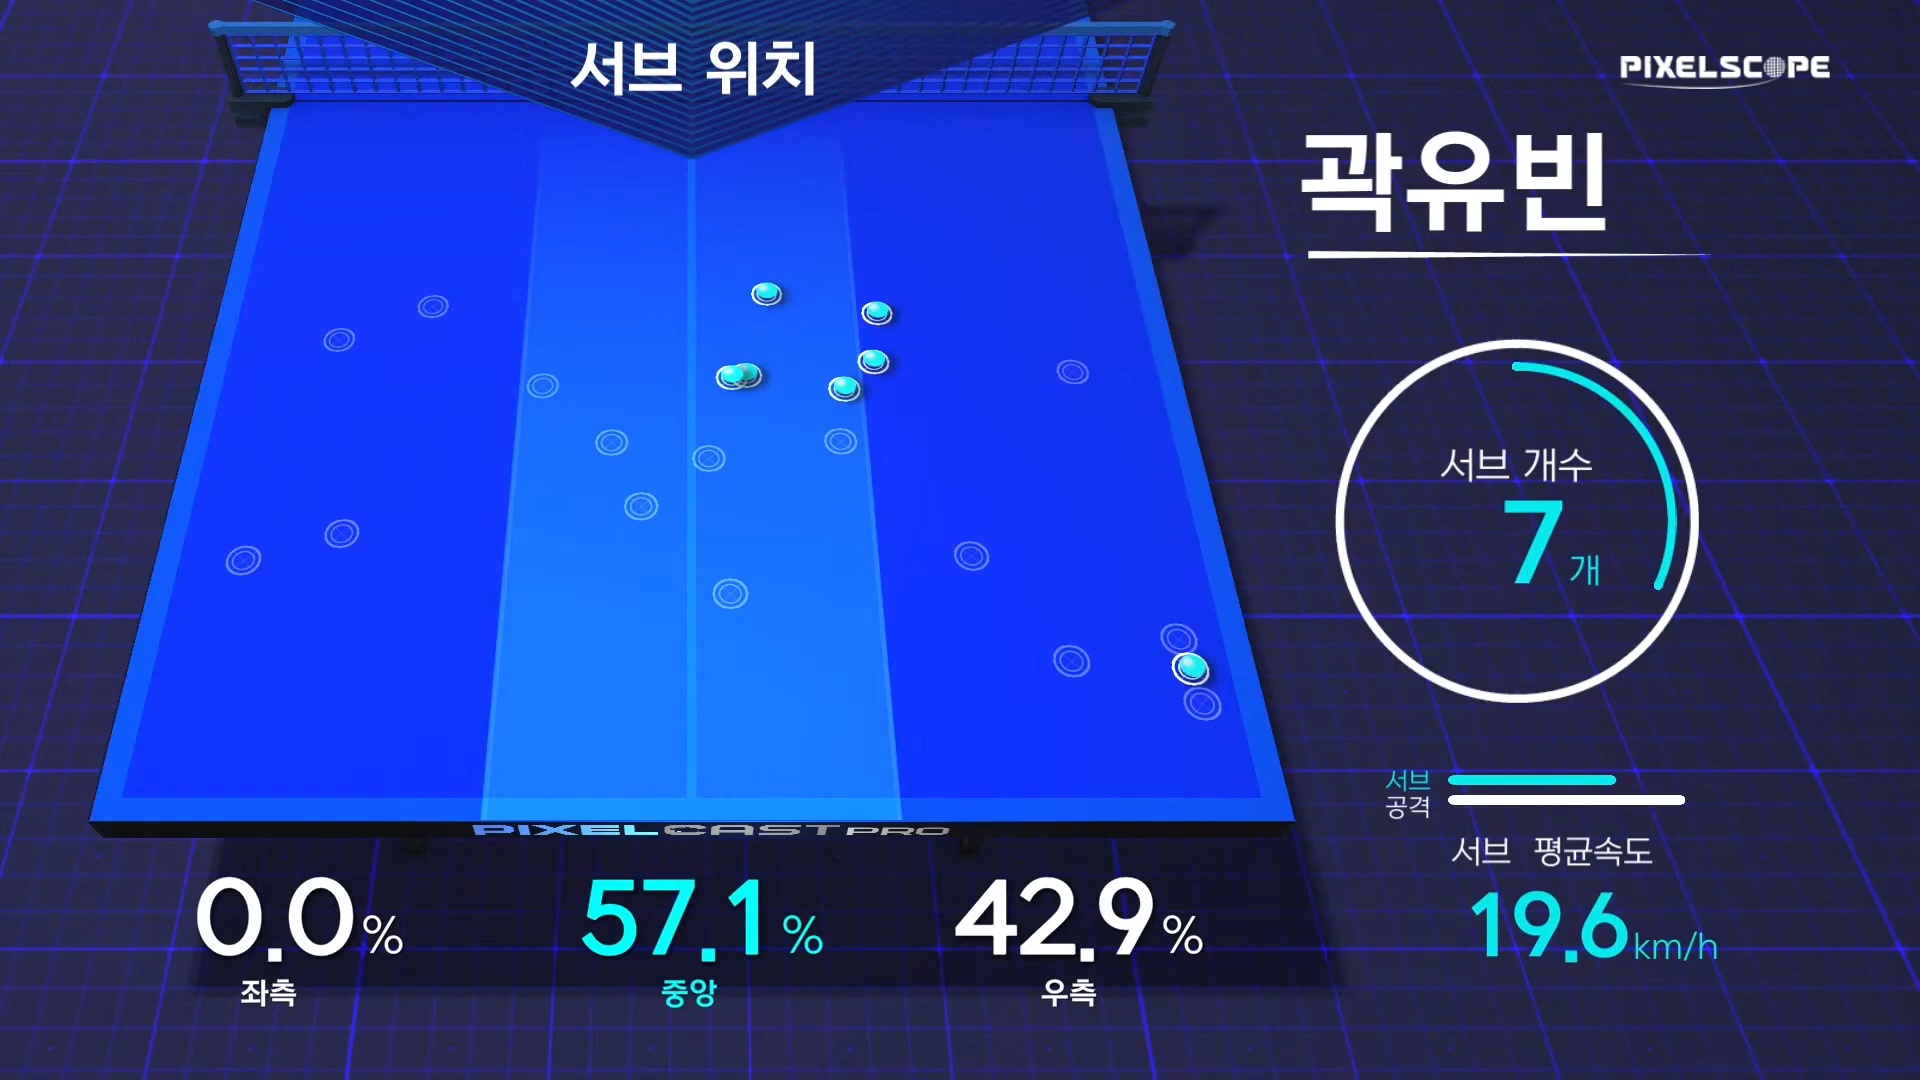 서브 위치
PIXELSCOPE
곽유빈
서브 개수
7개
서브
공격
서브 평균속도
19.6km/h
PIXELCAST PRO
0.0% 57.1% 42.9%
좌측 중앙 우측